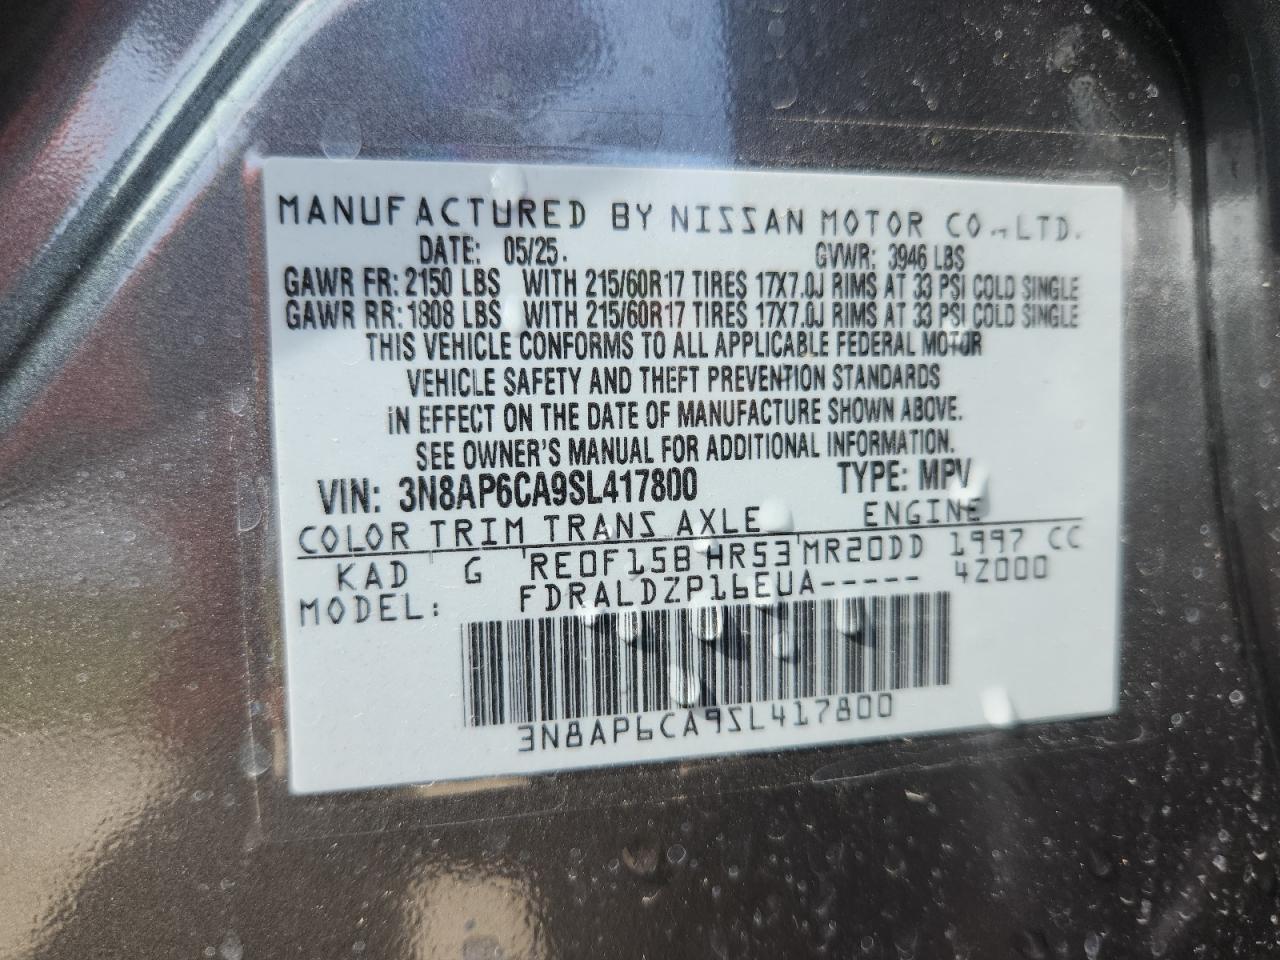 MANUFACTURED BY NISSAN MOTOR CO.,LTD.
DATE: 05/25. GVWR: 3946 LBS
GAWR FR: 2150 LBS WITH 215/60R17 TIRES 17X7.0J RIMS AT 33 PSI COLD SINGLE
GAWR RR: 1808 LBS WITH 215/60R17 TIRES 17X7.0J RIMS AT 33 PSI COLD SINGLE
THIS VEHICLE CONFORMS TO ALL APPLICABLE FEDERAL MOTOR
VEHICLE SAFETY AND THEFT PREVENTION STANDARDS
IN EFFECT ON THE DATE OF MANUFACTURE SHOWN ABOVE.
SEE OWNER'S MANUAL FOR ADDITIONAL INFORMATION.
VIN: 3N8AP6CA9SL417800 TYPE: MPV
COLOR TRIM TRANS AXLE ENGINE
KAD G RE0F15B HR53 MR20DD 1997 CC
MODEL: FDRALDZP16EUA----- 4Z000
3N8AP6CA9SL417800